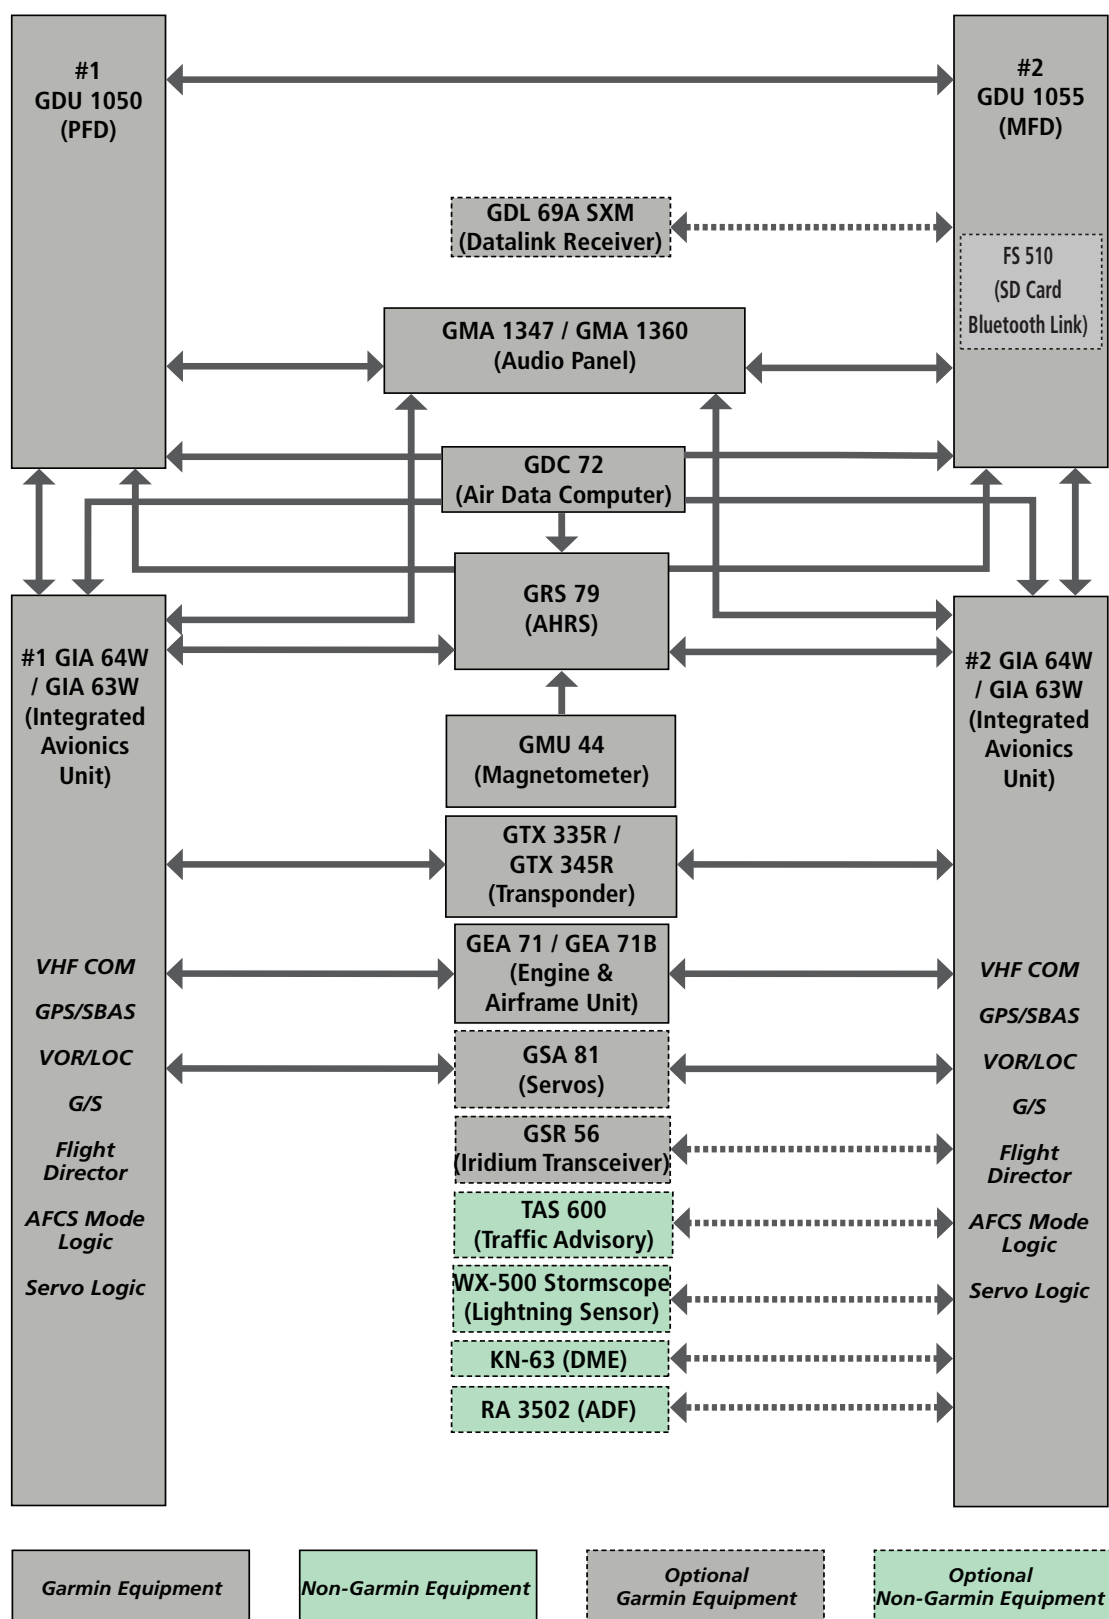 #1
GDU 1050
(PFD)
#2
GDU 1055
(MFD)
GDL 69A SXM
(Datalink Receiver)
FS 510
(SD Card
Bluetooth Link)
GMA 1347 / GMA 1360
(Audio Panel)
GDC 72
(Air Data Computer)
GRS 79
(AHRS)
#1 GIA 64W
/ GIA 63W
(Integrated
Avionics
Unit)
#2 GIA 64W
/ GIA 63W
(Integrated
Avionics
Unit)
GMU 44
(Magnetometer)
GTX 335R /
GTX 345R
(Transponder)
GEA 71 / GEA 71B
(Engine &
Airframe Unit)
GSA 81
(Servos)
GSR 56
(Iridium Transceiver)
TAS 600
(Traffic Advisory)
WX-500 Stormscope
(Lightning Sensor)
KN-63 (DME)
RA 3502 (ADF)
VHF COM
GPS/SBAS
VOR/LOC
G/S
Flight
Director
AFCS Mode
Logic
Servo Logic
VHF COM
GPS/SBAS
VOR/LOC
G/S
Flight
Director
AFCS Mode
Logic
Servo Logic
Garmin Equipment
Non-Garmin Equipment
Optional
Garmin Equipment
Optional
Non-Garmin Equipment